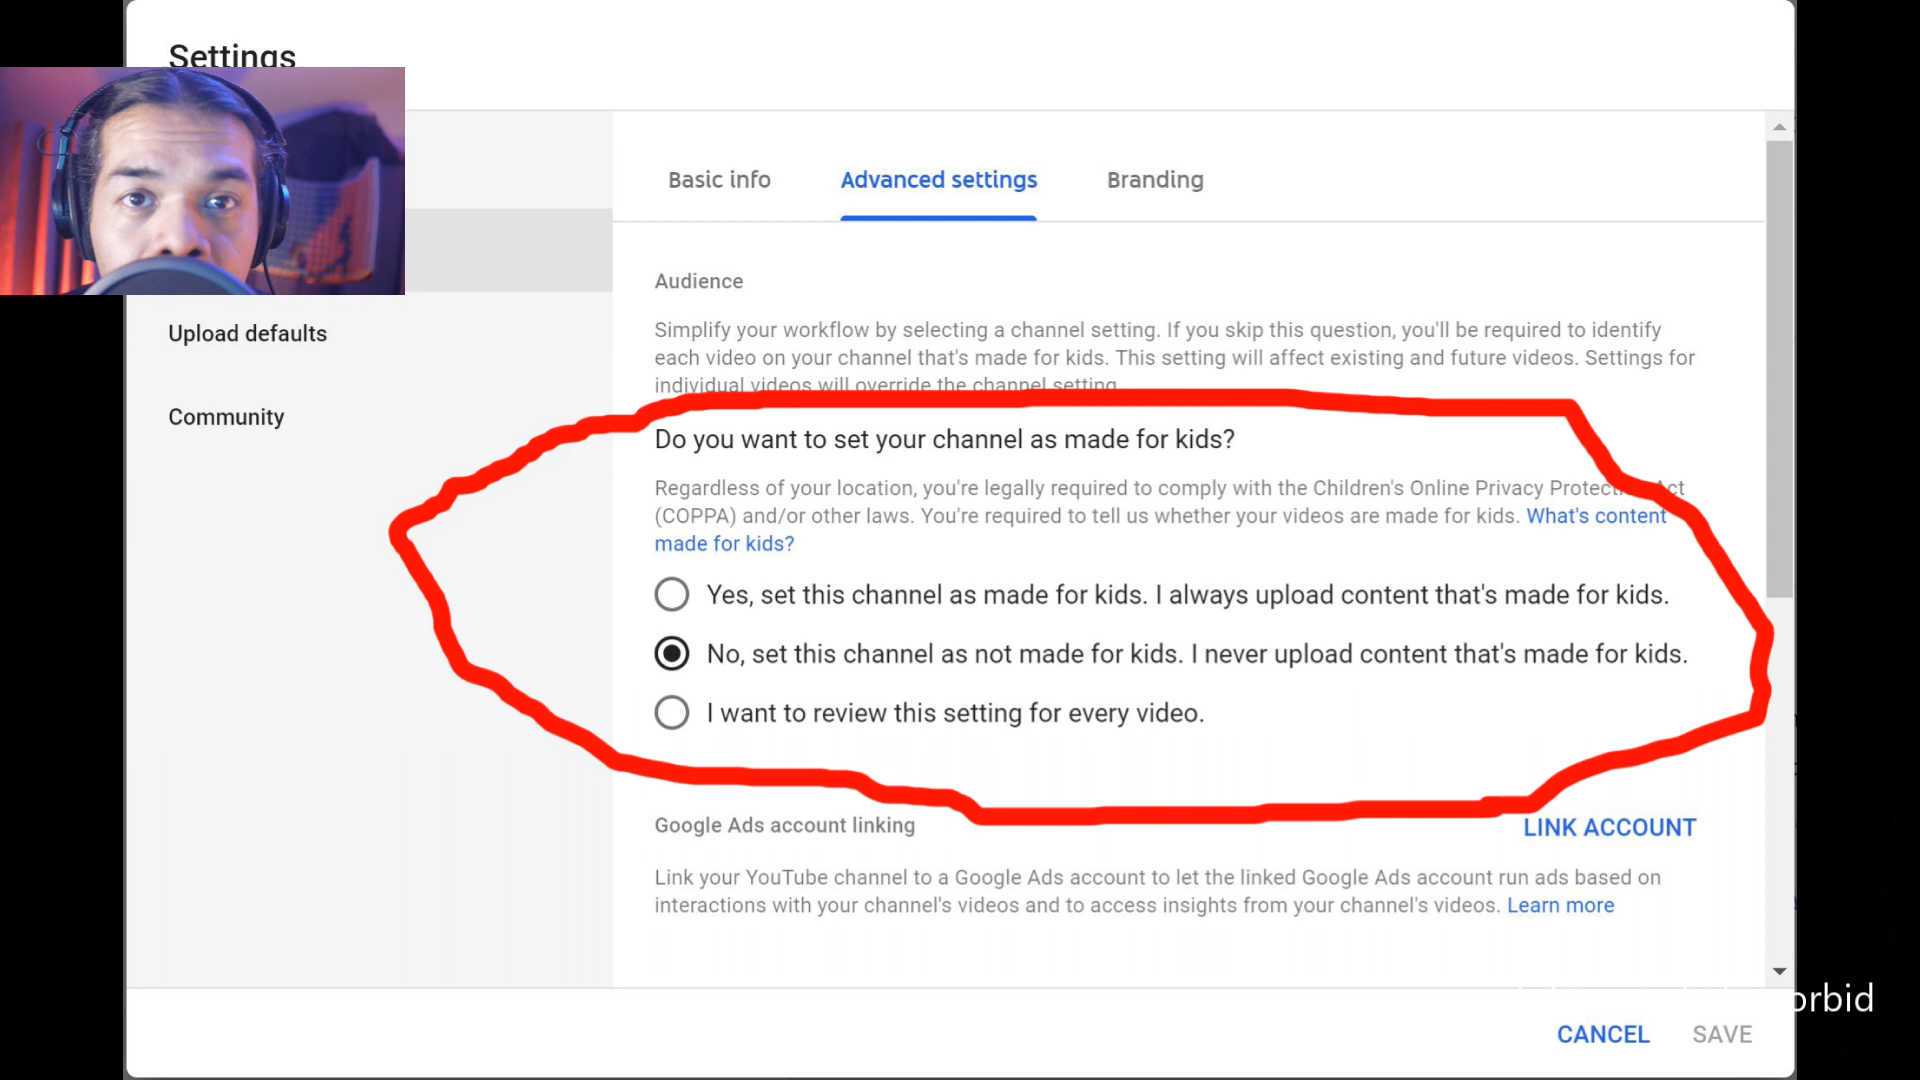 Settings
Upload defaults
Community
Basic info
Advanced settings
Branding
Audience
Simplify your workflow by selecting a channel setting. If you skip this question, you'll be required to identify
each video on your channel that's made for kids. This setting will affect existing and future videos. Settings for
individual videos will override the channel setting.
Do you want to set your channel as made for kids?
Regardless of your location, you're legally required to comply with the Children's Online Privacy Protection Act
(COPPA) and/or other laws. You're required to tell us whether your videos are made for kids. What's content
made for kids?
Yes, set this channel as made for kids. I always upload content that's made for kids.
No, set this channel as not made for kids. I never upload content that's made for kids.
I want to review this setting for every video.
Google Ads account linking
LINK ACCOUNT
Link your YouTube channel to a Google Ads account to let the linked Google Ads account run ads based on
interactions with your channel's videos and to access insights from your channel's videos. Learn more
orbid
CANCEL
SAVE